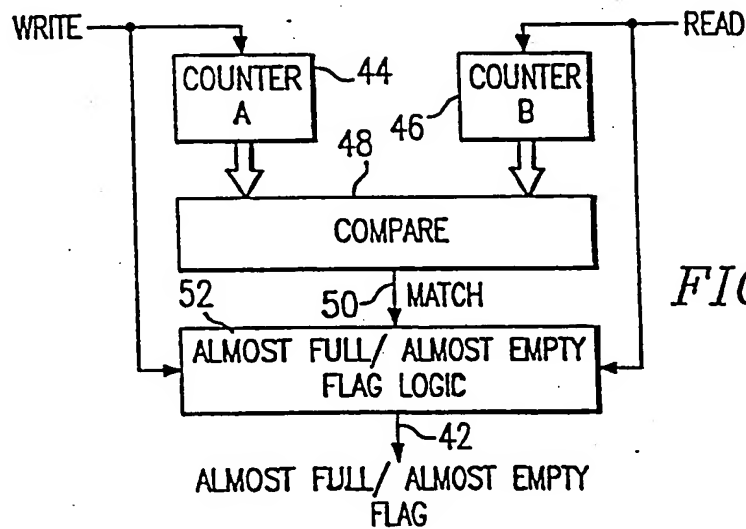 WRITE
READ
COUNTER
A
44
COUNTER
B
46
48
COMPARE
50
MATCH
FIG
52
ALMOST FULL/ ALMOST EMPTY
FLAG LOGIC
42
ALMOST FULL/ ALMOST EMPTY
FLAG